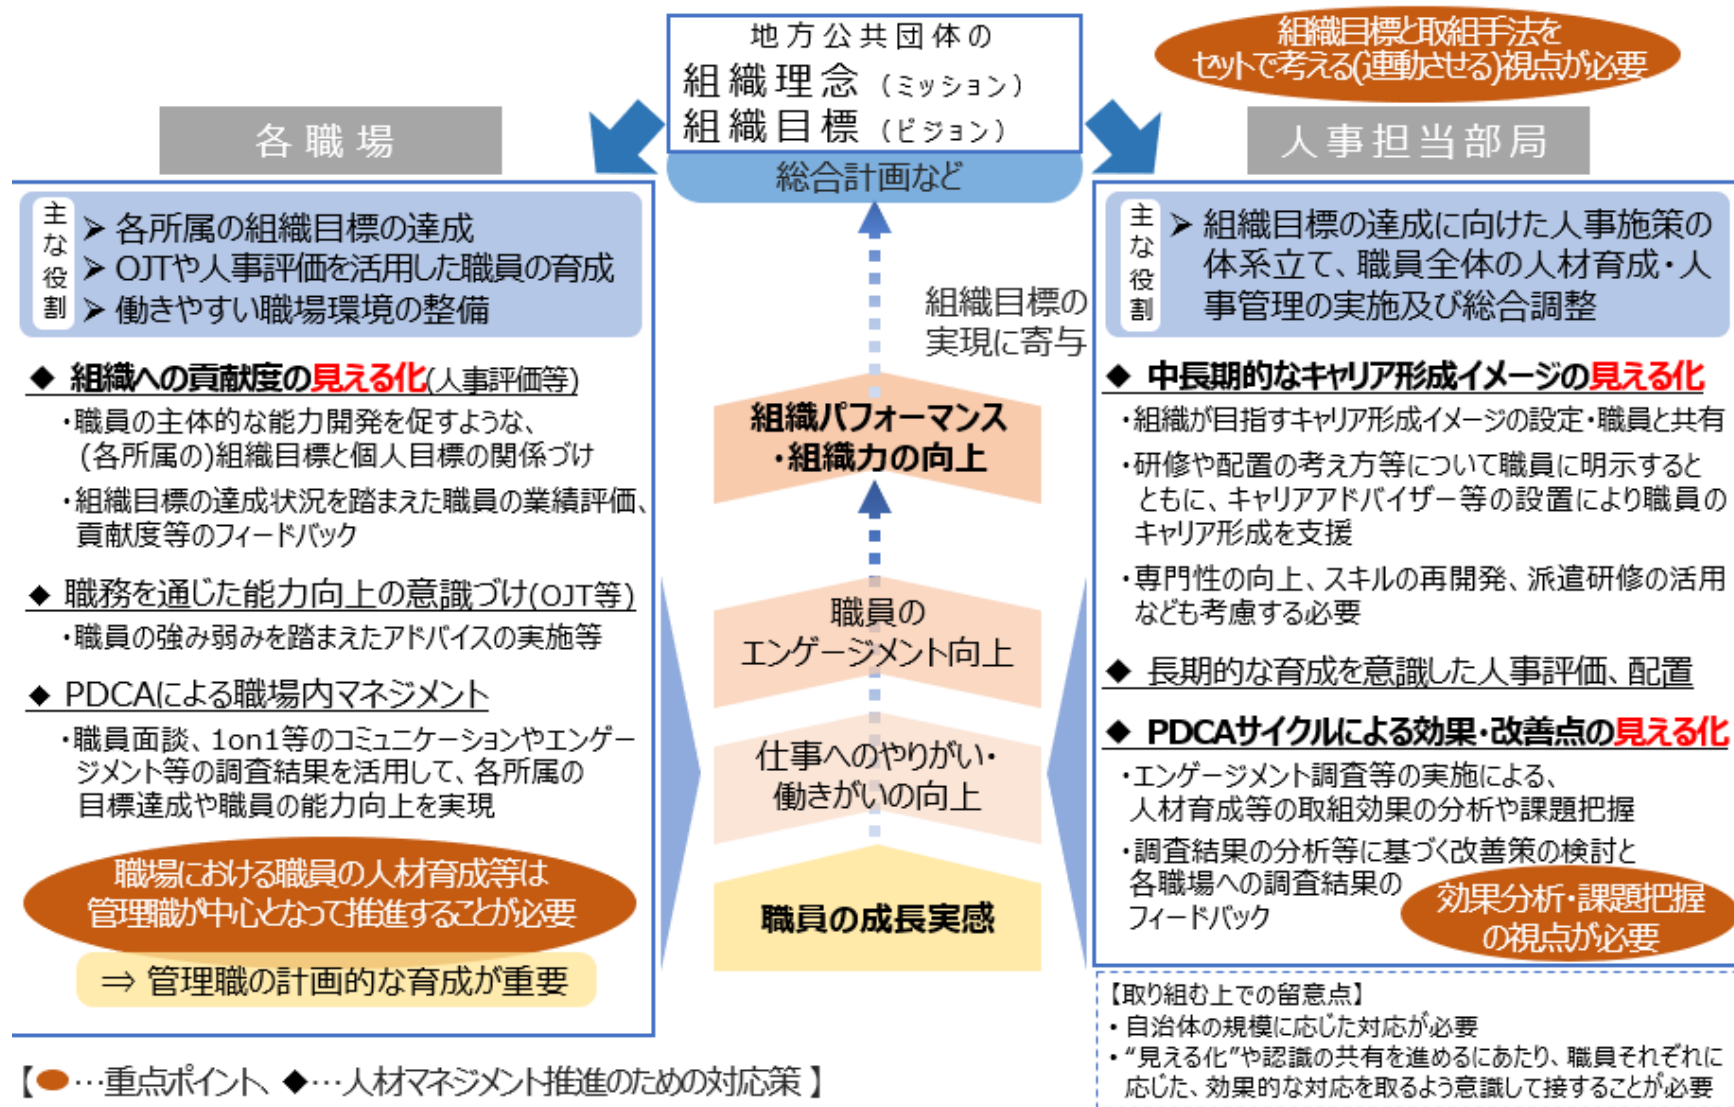 地方公共団体の
組織理念（ミッション）
組織目標（ビジョン）
総合計画など
組織目標と取組手法を
セットで考える(連動させる)視点が必要
各職場
主な役割
➢ 各所属の組織目標の達成
➢ OJTや人事評価を活用した職員の育成
➢ 働きやすい職場環境の整備
◆ 組織への貢献度の見える化(人事評価等)
・職員の主体的な能力開発を促すような、
(各所属の)組織目標と個人目標の関係づけ
・組織目標の達成状況を踏まえた職員の業績評価、
貢献度等のフィードバック
◆ 職務を通じた能力向上の意識づけ(OJT等)
・職員の強み弱みを踏まえたアドバイスの実施等
◆ PDCAによる職場内マネジメント
・職員面談、1on1等のコミュニケーションやエンゲー
ジメント等の調査結果を活用して、各所属の
目標達成や職員の能力向上を実現
職場における職員の人材育成等は
管理職が中心となって推進することが必要
⇒ 管理職の計画的な育成が重要
組織目標の
実現に寄与
組織パフォーマンス
・組織力の向上
職員の
エンゲージメント向上
仕事へのやりがい・
働きがいの向上
職員の成長実感
人事担当部局
主な役割
➢ 組織目標の達成に向けた人事施策の
体系立て、職員全体の人材育成・人
事管理の実施及び総合調整
◆ 中長期的なキャリア形成イメージの見える化
・組織が目指すキャリア形成イメージの設定・職員と共有
・研修や配置の考え方等について職員に明示すると
ともに、キャリアアドバイザー等の設置により職員の
キャリア形成を支援
・専門性の向上、スキルの再開発、派遣研修の活用
なども考慮する必要
◆ 長期的な育成を意識した人事評価、配置
◆ PDCAサイクルによる効果・改善点の見える化
・エンゲージメント調査等の実施による、
人材育成等の取組効果の分析や課題把握
・調査結果の分析等に基づく改善策の検討と
各職場への調査結果の
フィードバック
効果分析・課題把握
の視点が必要
【取り組む上での留意点】
・自治体の規模に応じた対応が必要
・“見える化”や認識の共有を進めるにあたり、職員それぞれに
応じた、効果的な対応を取るよう意識して接することが必要
【●…重点ポイント、◆…人材マネジメント推進のための対応策】